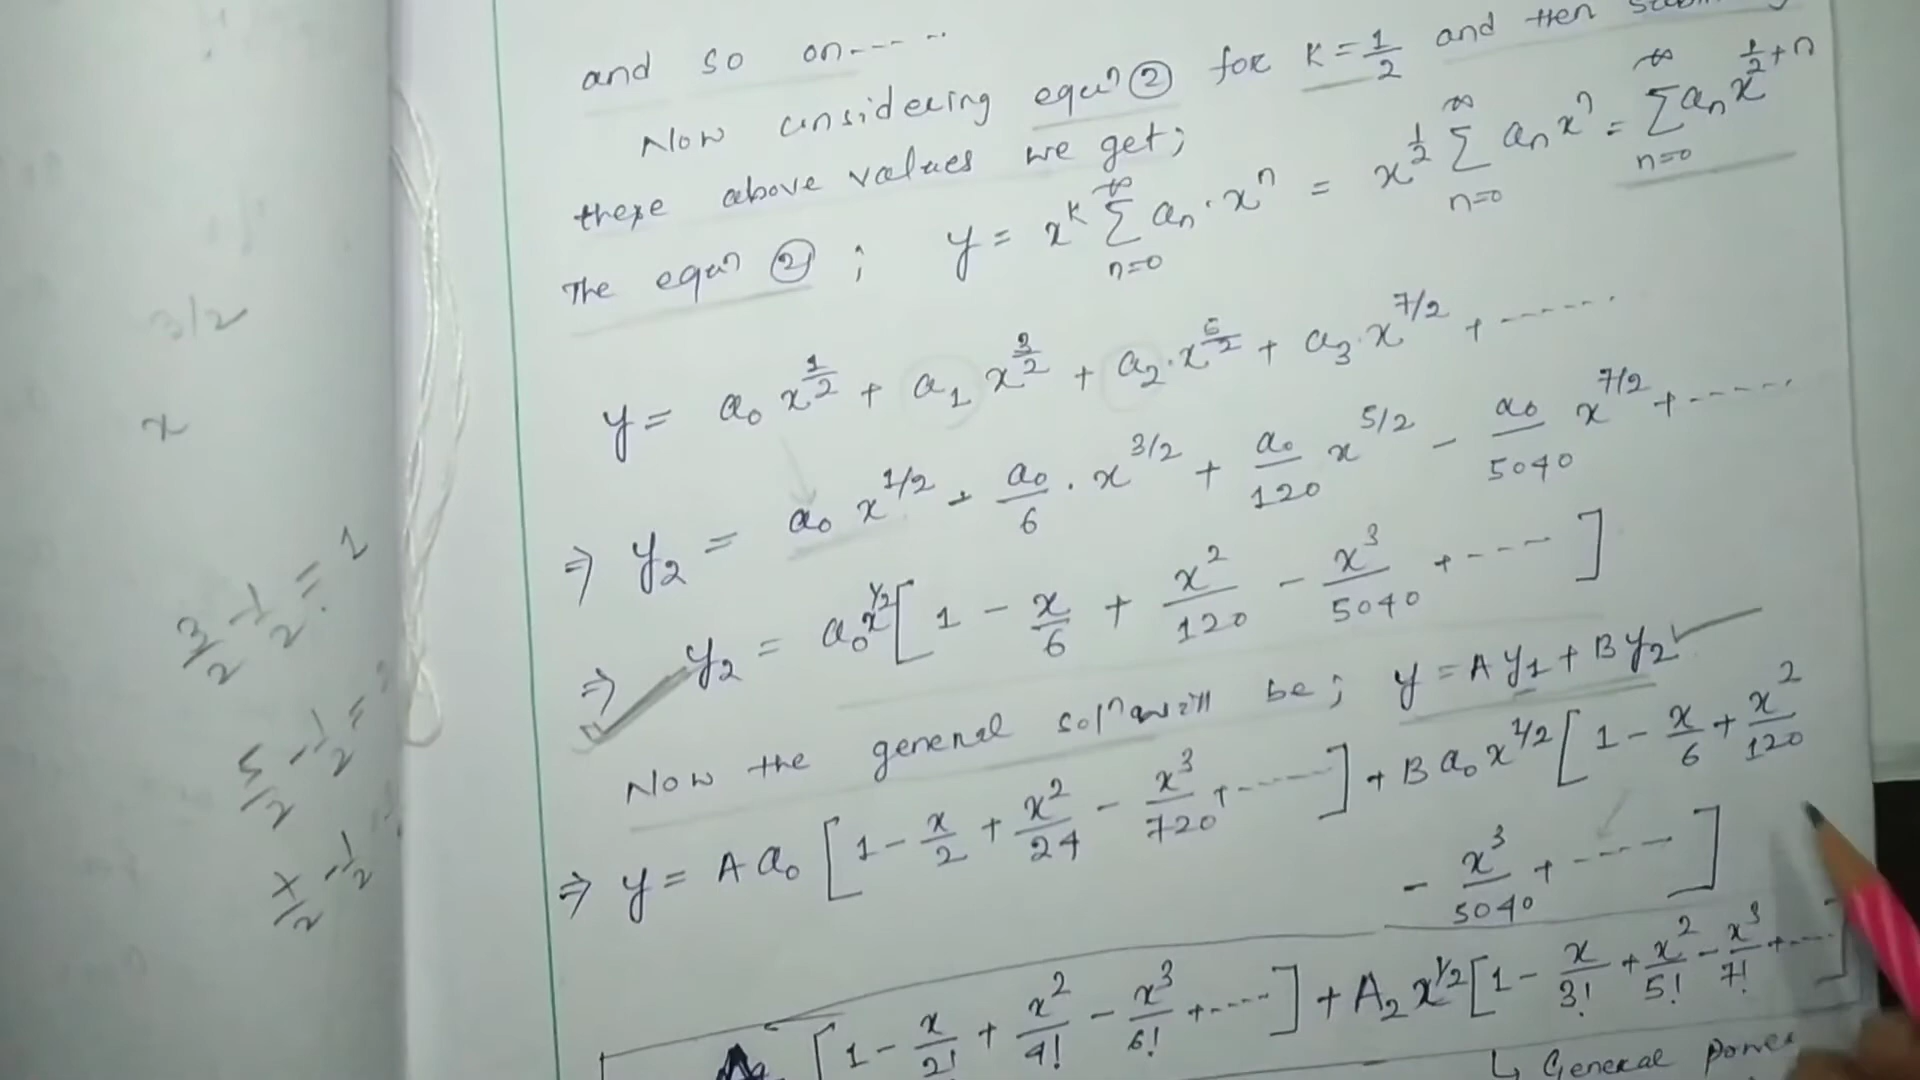 and so on-----
Now considering equⁿ ② for K = 1/2 and then
these above values we get;
The equⁿ ② ; y = x^K ∑_{n=0}^{∞} a_n · x^n = x^{1/2} ∑_{n=0}^{∞} a_n x^n = ∑_{n=0}^{∞} a_n x^{1/2 + n}
y = a_0 x^{1/2} + a_1 x^{3/2} + a_2 · x^{5/2} + a_3 · x^{7/2} + ------
⇒ y_2 = a_0 x^{1/2} - a_0/6 · x^{3/2} + a_0/120 x^{5/2} - a_0/5040 x^{7/2} + ------
⇒ y_2 = a_0 x^{1/2} [ 1 - x/6 + x^2/120 - x^3/5040 + ---- ]
Now the general solⁿ will be; y = A y_1 + B y_2
⇒ y = A a_0 [ 1 - x/2 + x^2/24 - x^3/720 + ----- ] + B a_0 x^{1/2} [ 1 - x/6 + x^2/120
- x^3/5040 + ---- ]
[ 1 - x/2! + x^2/4! - x^3/6! + ---- ] + A_2 x^{1/2} [ 1 - x/3! + x^2/5! - x^3/7! + ---- ]
↳ General power
3/2
x
3/2 - 1/2 = 1
5/2 - 1/2 =
7/2 - 1/2